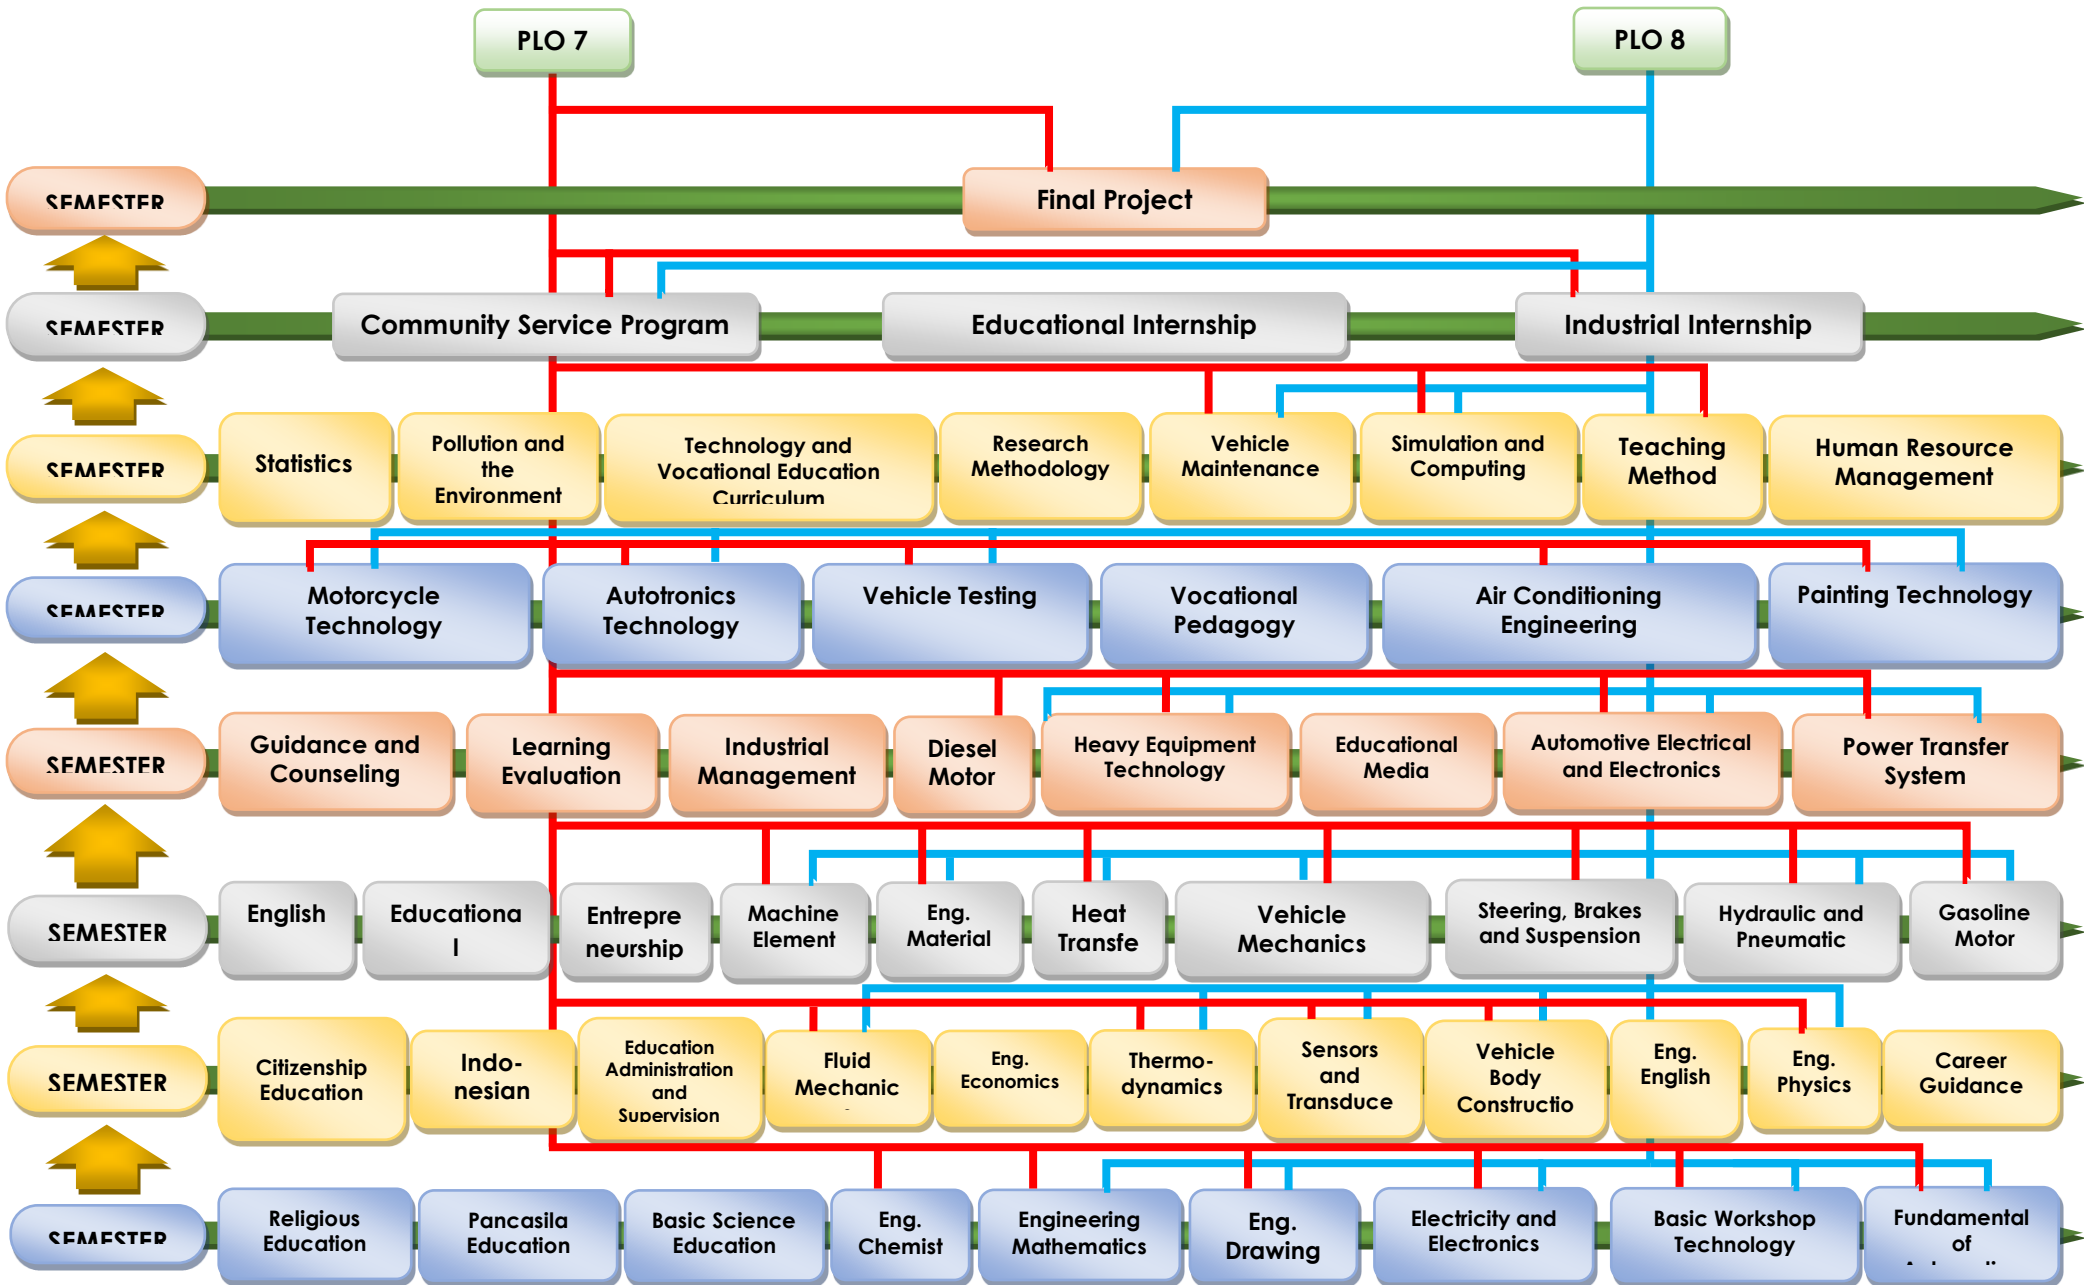 PLO 7
PLO 8
SEMESTER
Final Project
SEMESTER
Community Service Program
Educational Internship
Industrial Internship
SEMESTER
Statistics
Pollution and
the
Environment
Technology and
Vocational Education
Curriculum
Research
Methodology
Vehicle
Maintenance
Simulation and
Computing
Teaching
Method
Human Resource
Management
SEMESTER
Motorcycle
Technology
Autotronics
Technology
Vehicle Testing
Vocational
Pedagogy
Air Conditioning
Engineering
Painting Technology
SEMESTER
Guidance and
Counseling
Learning
Evaluation
Industrial
Management
Diesel
Motor
Heavy Equipment
Technology
Educational
Media
Automotive Electrical
and Electronics
Power Transfer
System
SEMESTER
English
Educationa
l
Entrepre
neurship
Machine
Element
Eng.
Material
Heat
Transfe
Vehicle
Mechanics
Steering, Brakes
and Suspension
Hydraulic and
Pneumatic
Gasoline
Motor
SEMESTER
Citizenship
Education
Indo-
nesian
Education
Administration
and
Supervision
Fluid
Mechanic
Eng.
Economics
Thermo-
dynamics
Sensors
and
Transduce
Vehicle
Body
Constructio
Eng.
English
Eng.
Physics
Career
Guidance
SEMESTER
Religious
Education
Pancasila
Education
Basic Science
Education
Eng.
Chemist
Engineering
Mathematics
Eng.
Drawing
Electricity and
Electronics
Basic Workshop
Technology
Fundamental
of